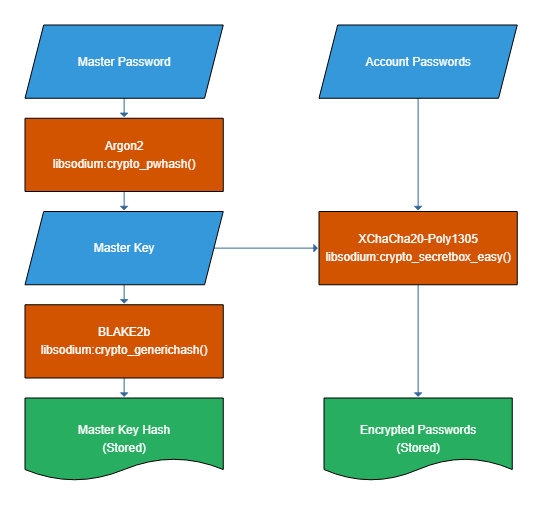 Master Password
Account Passwords
Argon2
libsodium:crypto_pwhash()
Master Key
XChaCha20-Poly1305
libsodium:crypto_secretbox_easy()
BLAKE2b
libsodium:crypto_generichash()
Master Key Hash
(Stored)
Encrypted Passwords
(Stored)